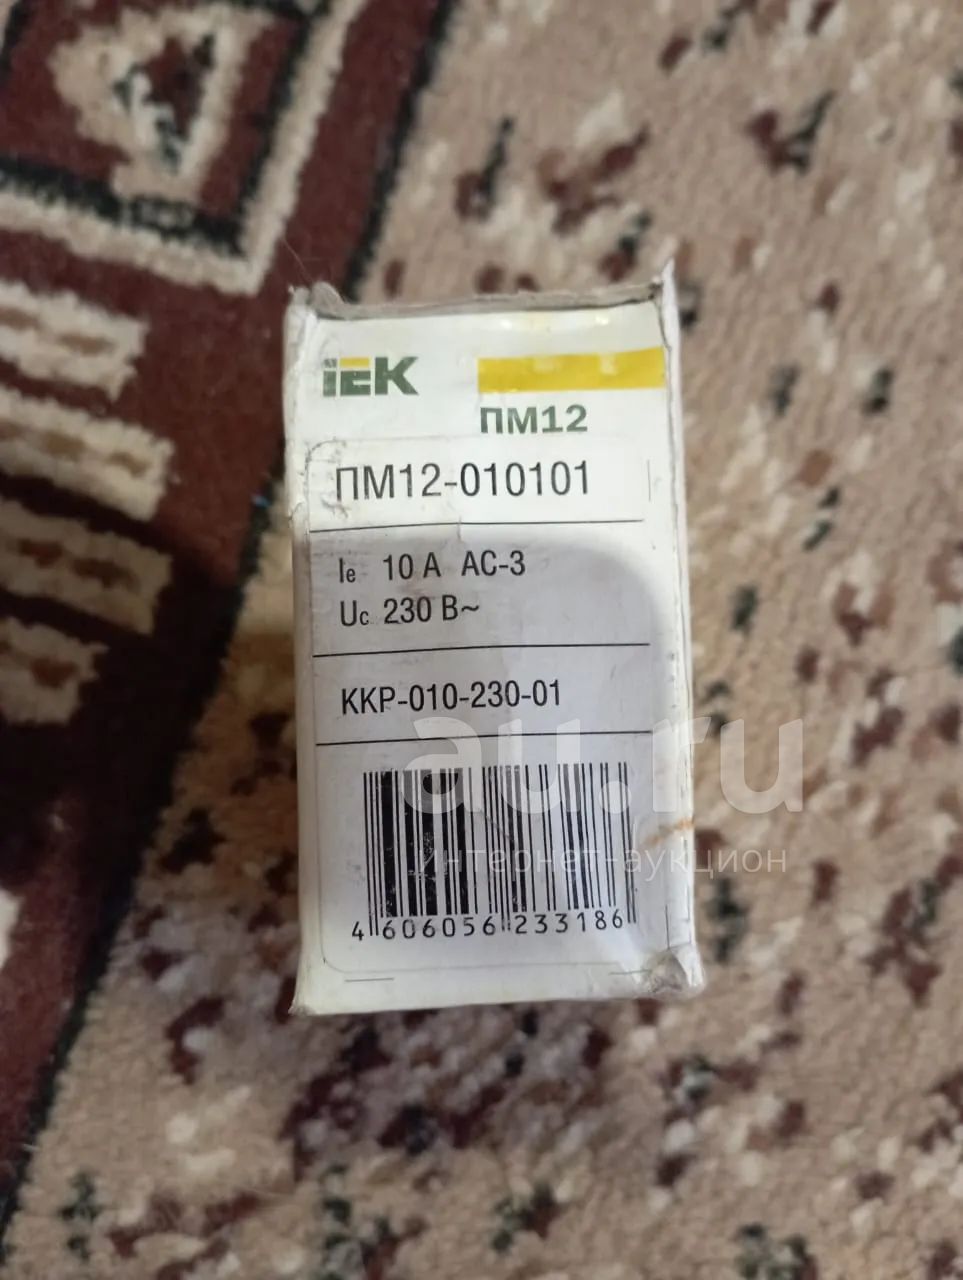 iEK
ПМ12
ПМ12-010101
Ie 10 А АС-3
Uc 230 В~
KKP-010-230-01
au.ru
интернет-аукцион
4 606056 233186